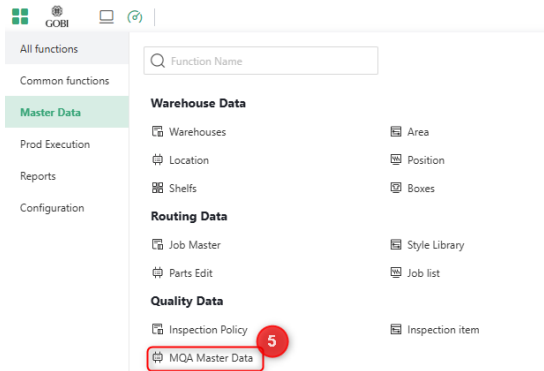 GOBI
All functions
Common functions
Master Data
Prod Execution
Reports
Configuration
Function Name
Warehouse Data
Warehouses Area
Location Position
Shelfs Boxes
Routing Data
Job Master Style Library
Parts Edit Job list
Quality Data
Inspection Policy Inspection item
5
MQA Master Data